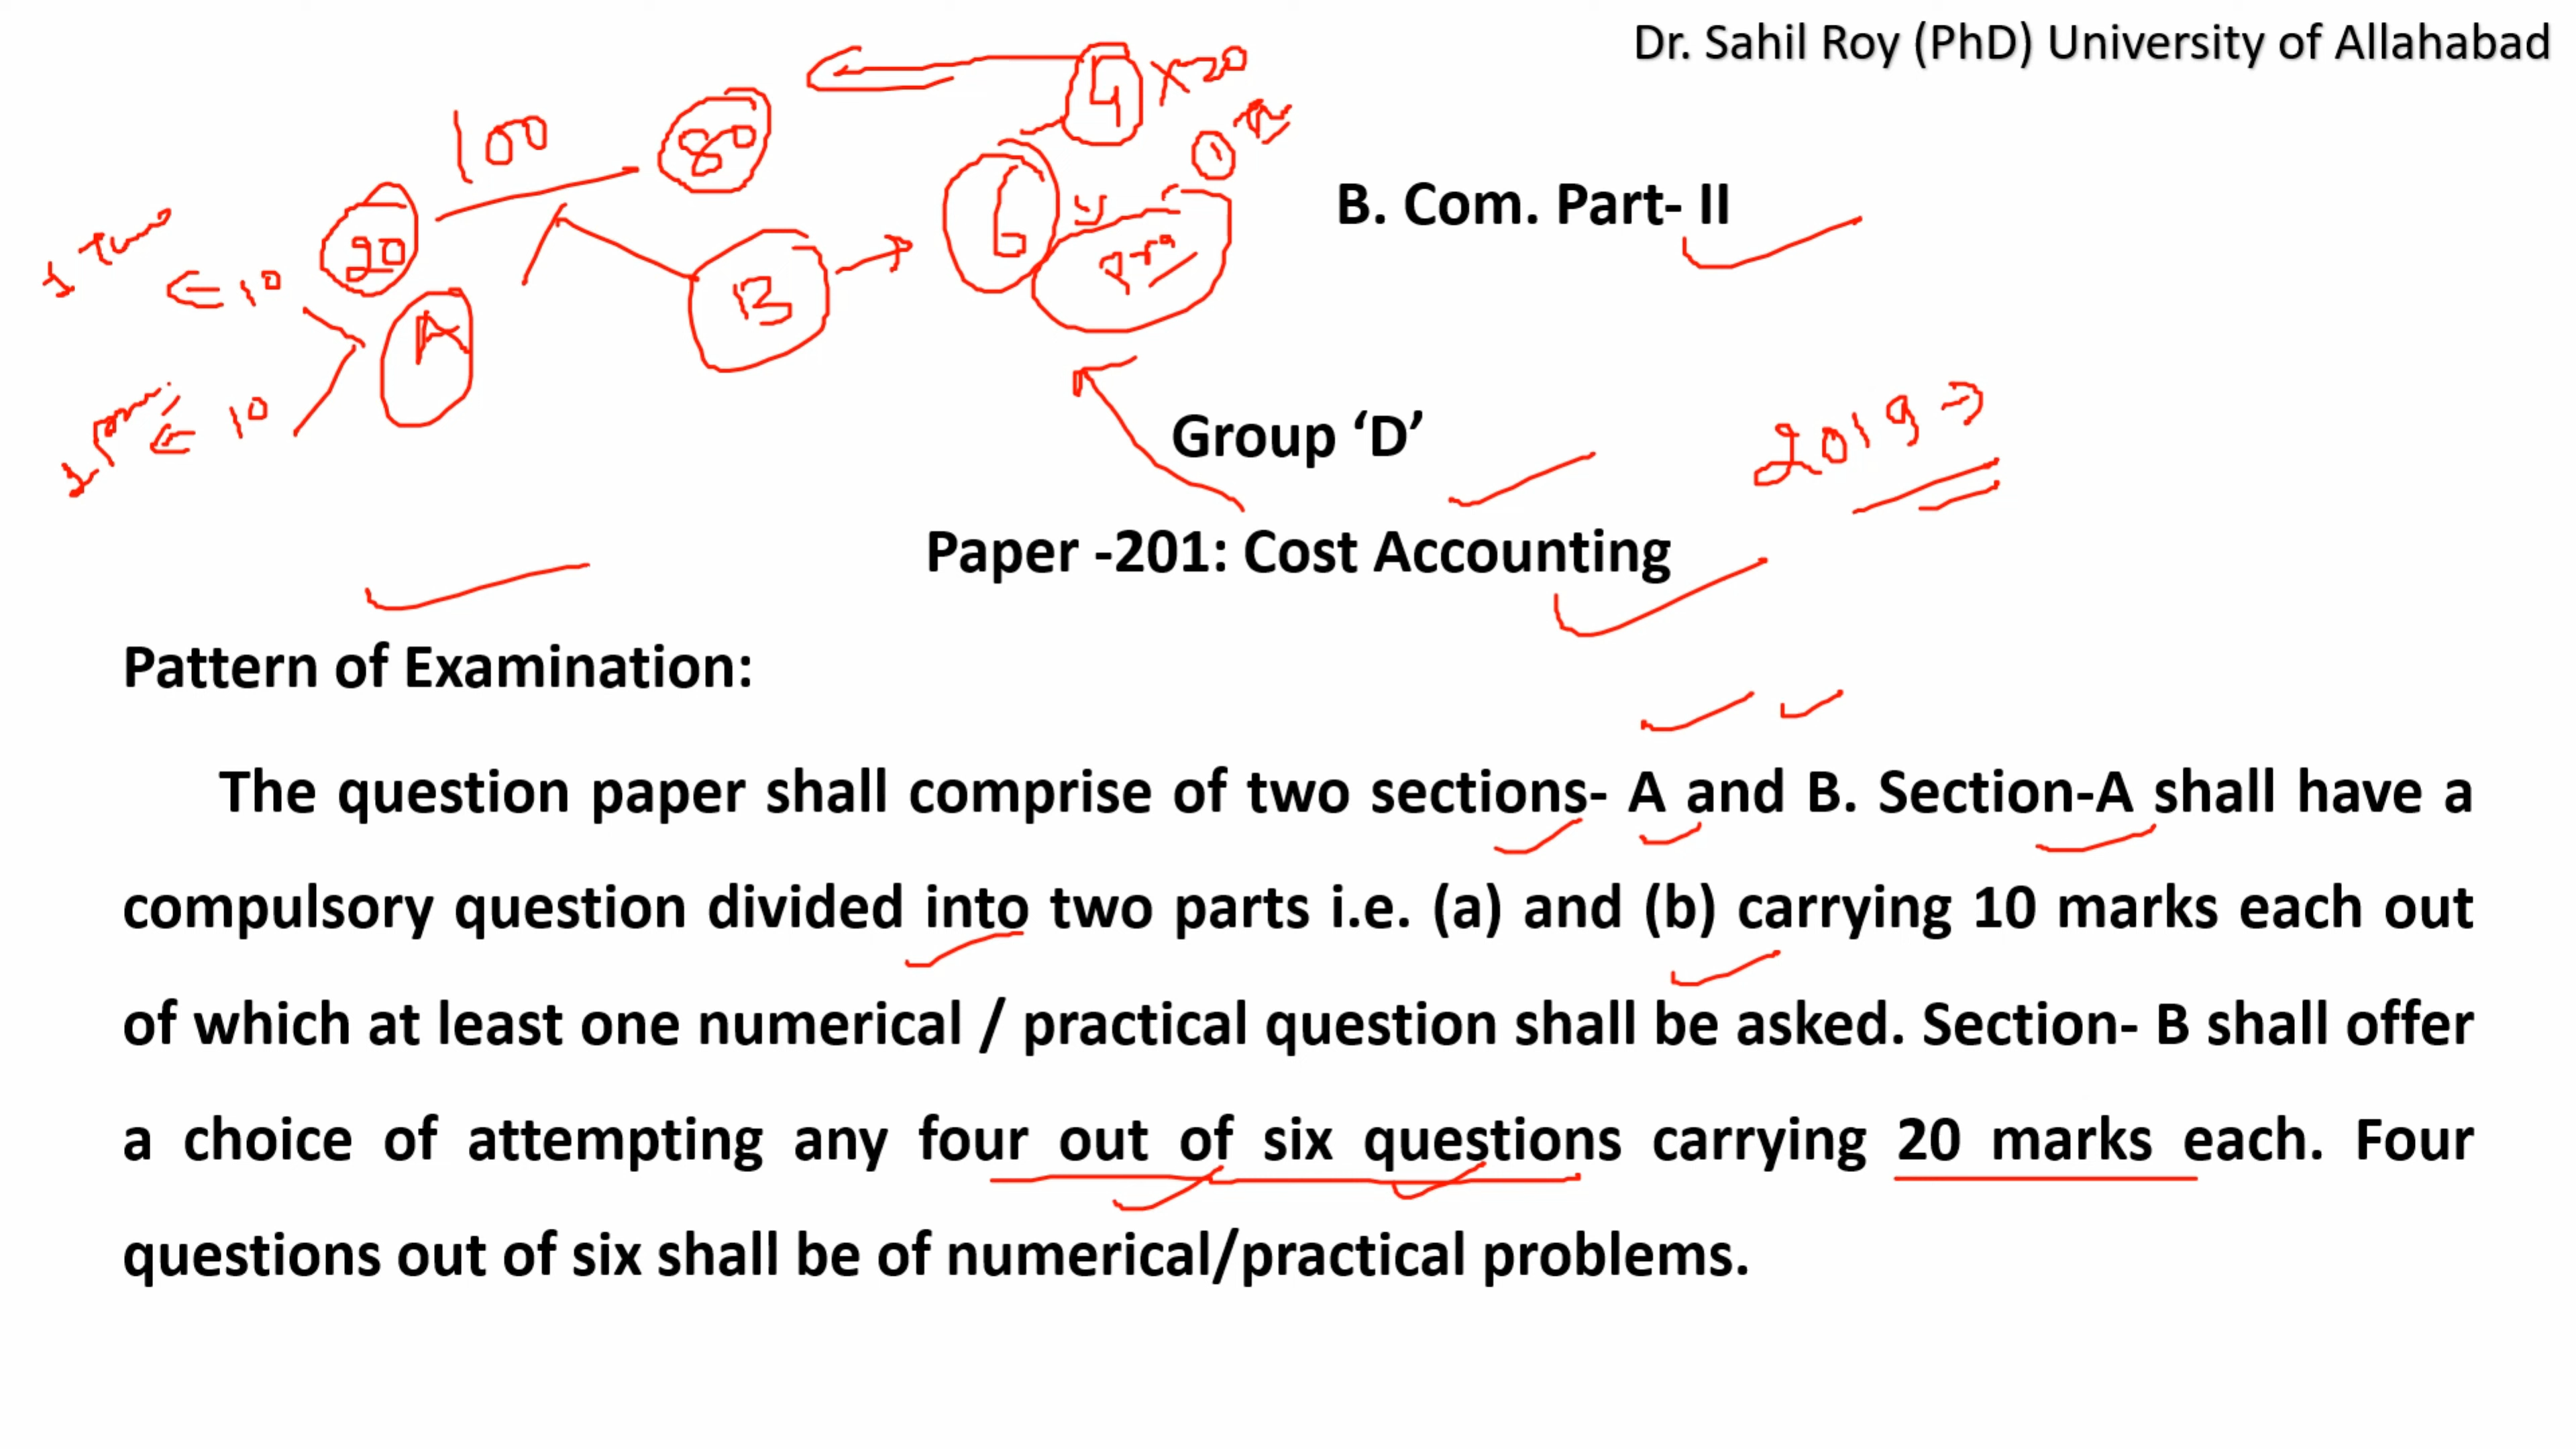 Dr. Sahil Roy (PhD) University of Allahabad
4 × 20
100
80
20
B. Com. Part- II
6
10
A
B
10
Group ‘D’
2019
Paper -201: Cost Accounting
Pattern of Examination:
The question paper shall comprise of two sections- A and B. Section-A shall have a
compulsory question divided into two parts i.e. (a) and (b) carrying 10 marks each out
of which at least one numerical / practical question shall be asked. Section- B shall offer
a choice of attempting any four out of six questions carrying 20 marks each. Four
questions out of six shall be of numerical/practical problems.